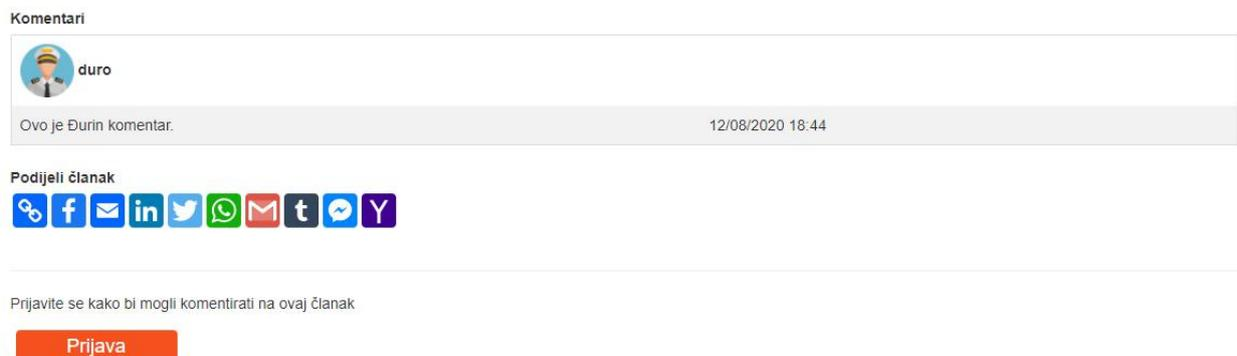 Komentari
duro
Ovo je Đurin komentar. 12/08/2020 18:44
Podijeli članak
Prijavite se kako bi mogli komentirati na ovaj članak
Prijava